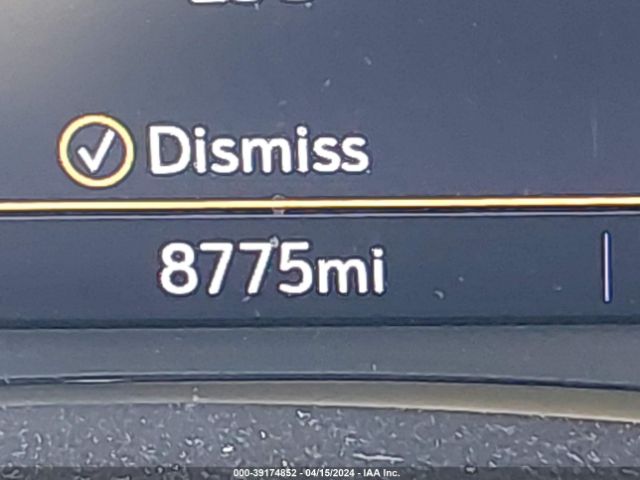 Dismiss
8775mi
000-39174852 - 04/15/2024 - IAA Inc.